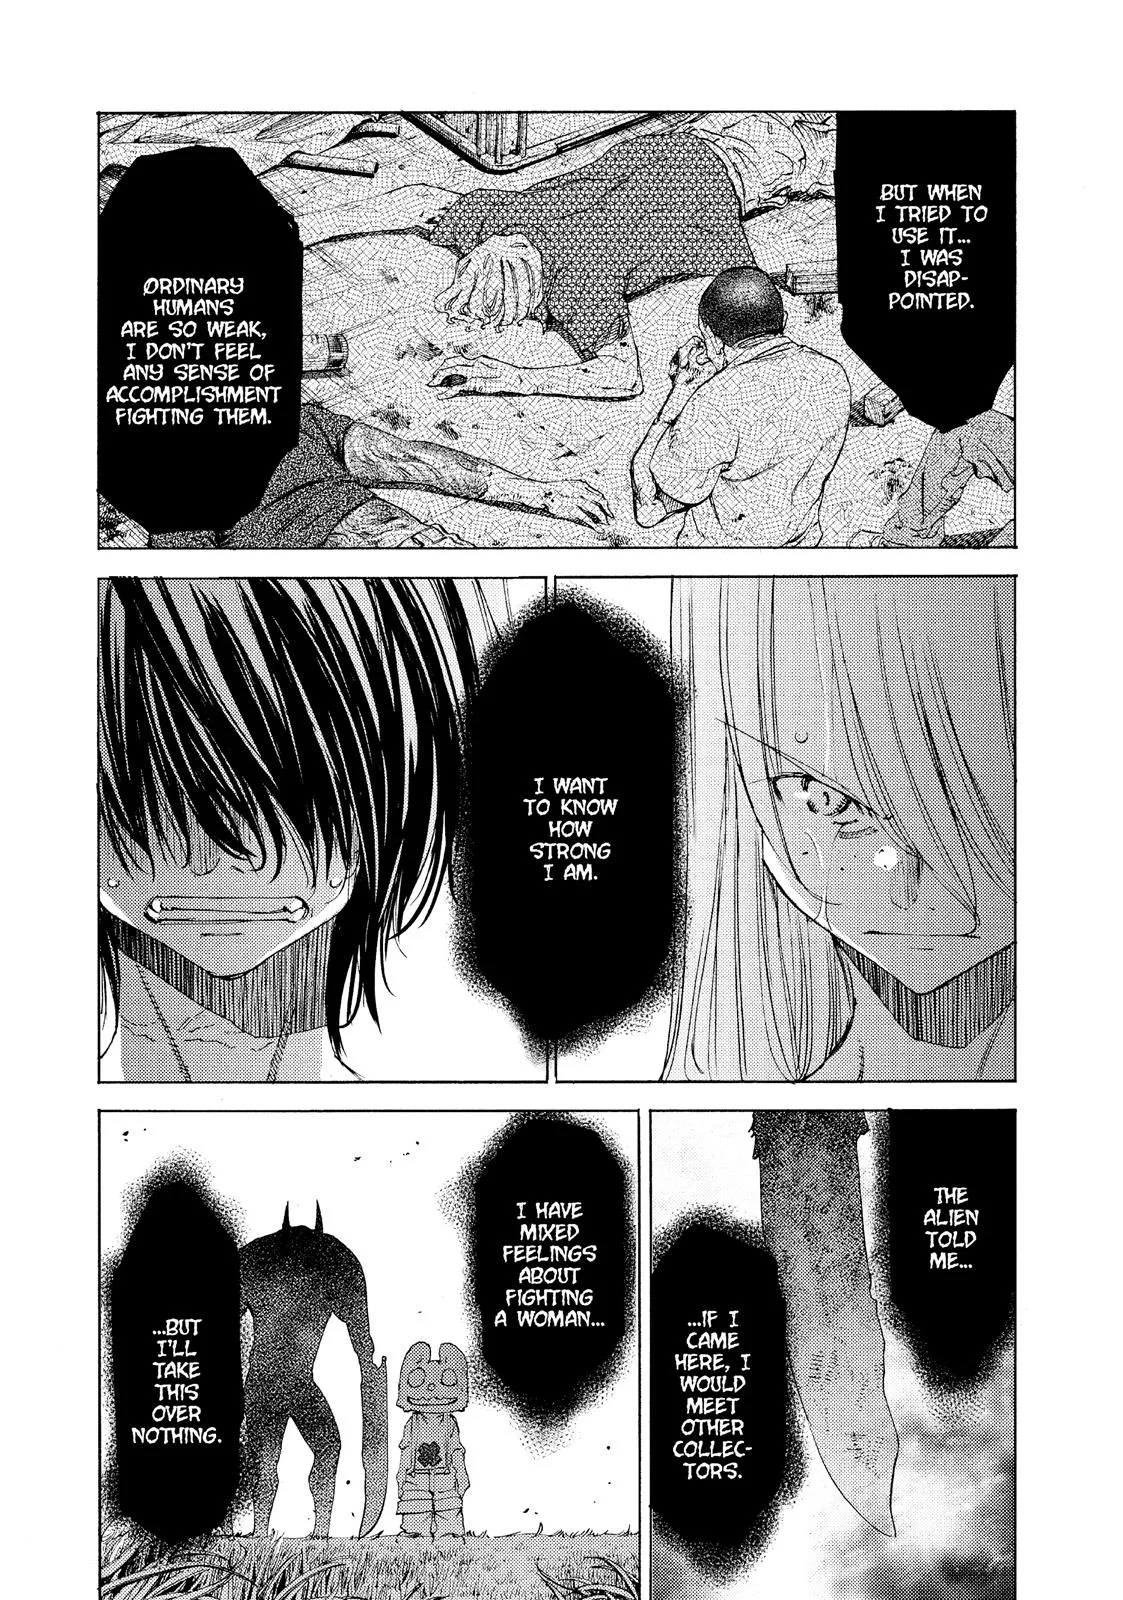 BUT WHEN
I TRIED TO
USE IT...
I WAS
DISAP-
POINTED.
ORDINARY
HUMANS
ARE SO WEAK,
I DON'T FEEL
ANY SENSE OF
ACCOMPLISHMENT
FIGHTING THEM.
I WANT
TO KNOW
HOW
STRONG
I AM.
THE
ALIEN
TOLD
ME...
...IF I
CAME
HERE, I
WOULD
MEET
OTHER
COLLEC-
TORS.
I HAVE
MIXED
FEELINGS
ABOUT
FIGHTING
A WOMAN...
...BUT
I'LL
TAKE
THIS
OVER
NOTHING.